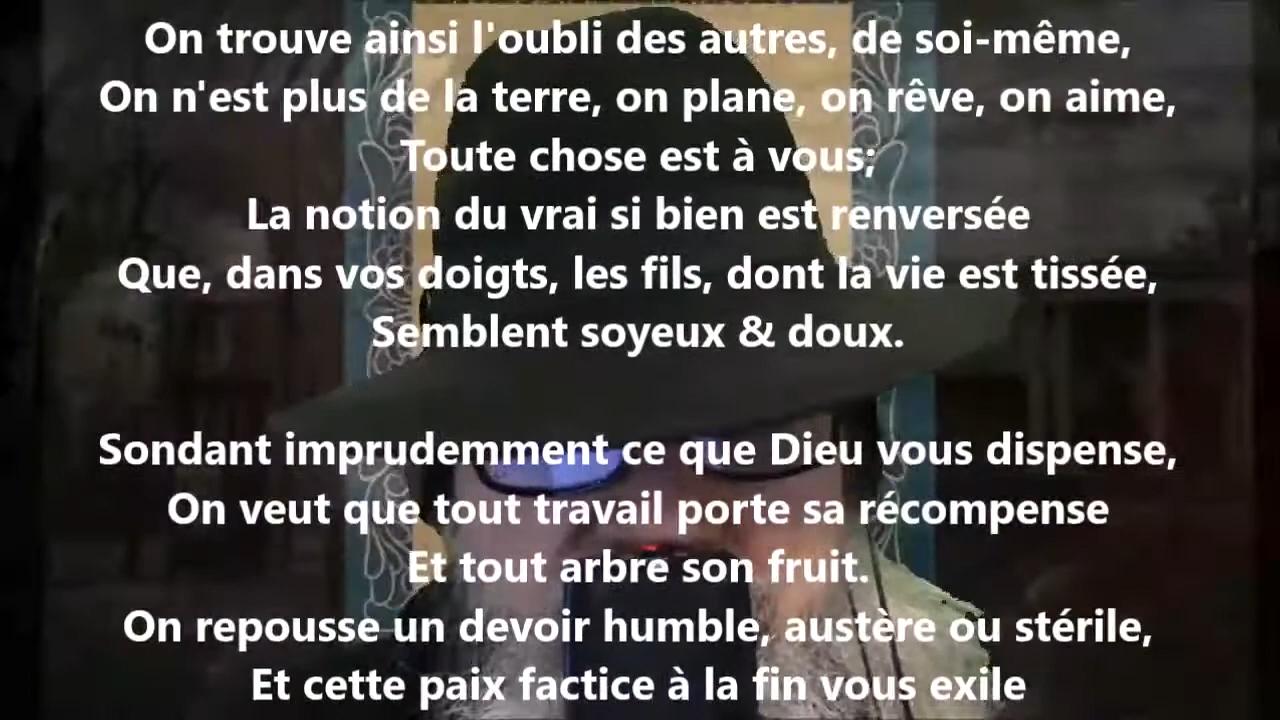 On trouve ainsi l'oubli des autres, de soi-même,
On n'est plus de la terre, on plane, on rêve, on aime,
Toute chose est à vous;
La notion du vrai si bien est renversée
Que, dans vos doigts, les fils, dont la vie est tissée,
Semblent soyeux & doux.
Sondant imprudemment ce que Dieu vous dispense,
On veut que tout travail porte sa récompense
Et tout arbre son fruit.
On repousse un devoir humble, austère ou stérile,
Et cette paix factice à la fin vous exile